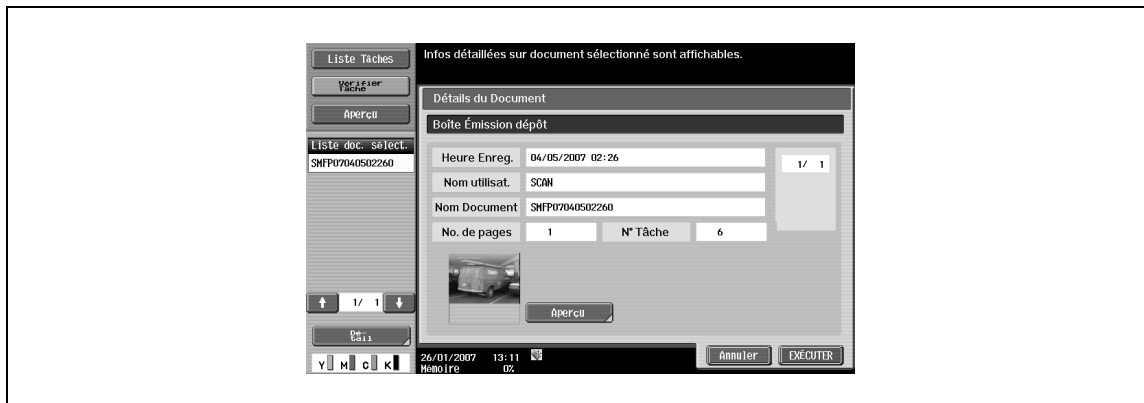 Liste Tâches
Vérifier
Tâche
Aperçu
Liste doc. sélect.
SMFP07040502260
1/ 1
Dé-
tail
Y M C K
Infos détaillées sur document sélectionné sont affichables.
Détails du Document
Boîte Émission dépôt
Heure Enreg. 04/05/2007 02:26
1/ 1
Nom utilisat. SCAN
Nom Document SMFP07040502260
No. de pages 1 N° Tâche 6
Aperçu
26/01/2007 13:11
Mémoire 0%
Annuler EXÉCUTER